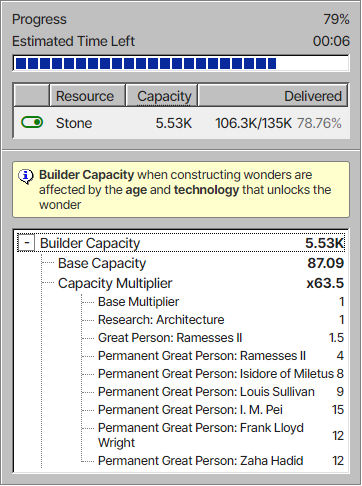 Progress 79%
Estimated Time Left 00:06
Resource Capacity Delivered
Stone 5.53K 106.3K/135K 78.76%
Builder Capacity when constructing wonders are
affected by the age and technology that unlocks the
wonder
- Builder Capacity 5.53K
Base Capacity 87.09
Capacity Multiplier x63.5
Base Multiplier 1
Research: Architecture 1
Great Person: Ramesses II 1.5
Permanent Great Person: Ramesses II 4
Permanent Great Person: Isidore of Miletus 8
Permanent Great Person: Louis Sullivan 9
Permanent Great Person: I. M. Pei 15
Permanent Great Person: Frank Lloyd
Wright 12
Permanent Great Person: Zaha Hadid 12